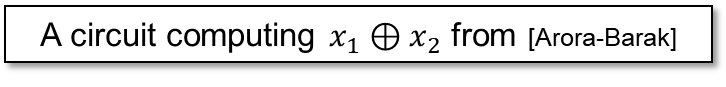 A circuit computing x₁ ⊕ x₂ from [Arora-Barak]